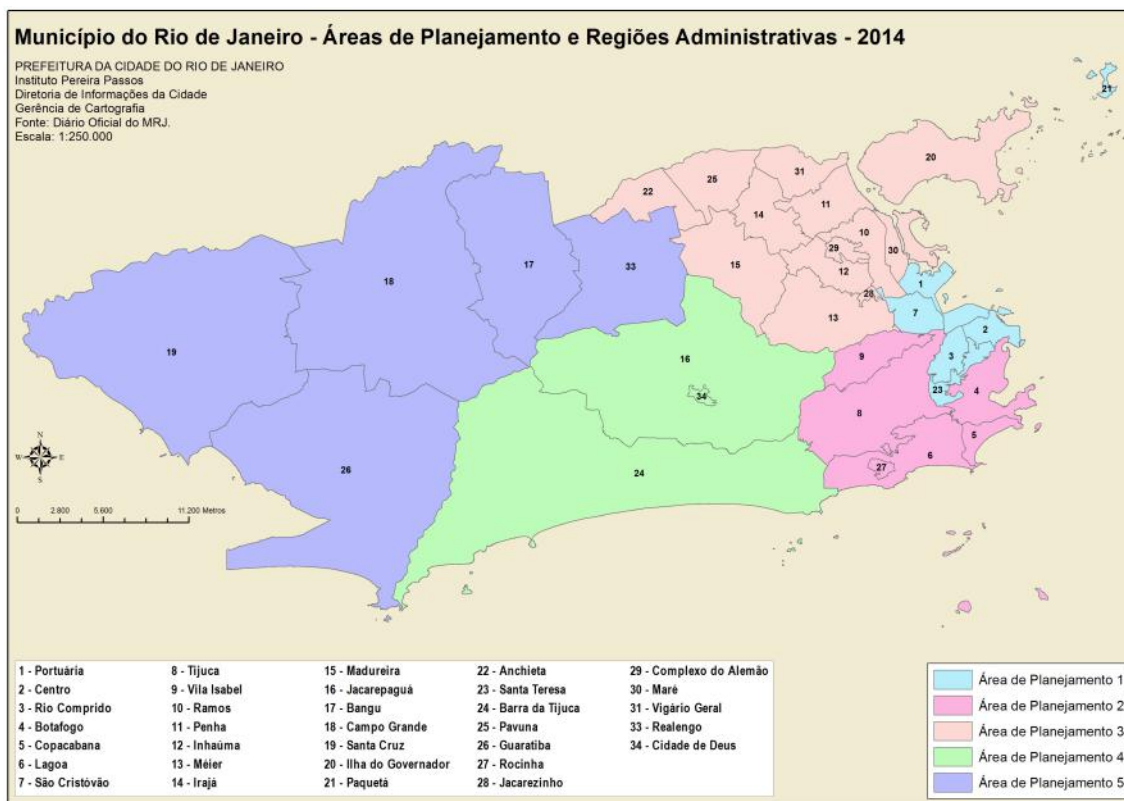 Município do Rio de Janeiro - Áreas de Planejamento e Regiões Administrativas - 2014
PREFEITURA DA CIDADE DO RIO DE JANEIRO
Instituto Pereira Passos
Diretoria de Informações da Cidade
Gerência de Cartografia
Fonte: Diário Oficial do MRJ.
Escala: 1:250.000
21
20
31
25
22
11
14
10
30
29
15
12
17
33
18
1
28
7
13
2
19
16
9
3
23
4
34
8
5
6
27
26
24
N
W E
S
0 2.800 5.600 11.200 Metros
1 - Portuária
2 - Centro
3 - Rio Comprido
4 - Botafogo
5 - Copacabana
6 - Lagoa
7 - São Cristóvão
8 - Tijuca
9 - Vila Isabel
10 - Ramos
11 - Penha
12 - Inhaúma
13 - Méier
14 - Irajá
15 - Madureira
16 - Jacarepaguá
17 - Bangu
18 - Campo Grande
19 - Santa Cruz
20 - Ilha do Governador
21 - Paquetá
22 - Anchieta
23 - Santa Teresa
24 - Barra da Tijuca
25 - Pavuna
26 - Guaratiba
27 - Rocinha
28 - Jacarezinho
29 - Complexo do Alemão
30 - Maré
31 - Vigário Geral
33 - Realengo
34 - Cidade de Deus
Área de Planejamento 1
Área de Planejamento 2
Área de Planejamento 3
Área de Planejamento 4
Área de Planejamento 5